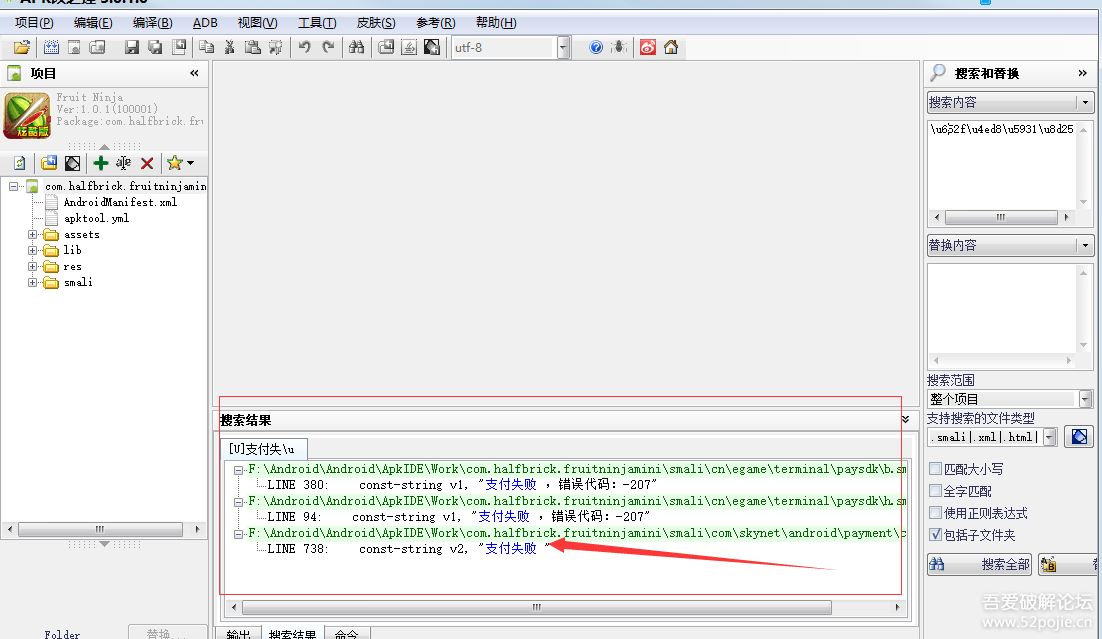 项目(P) 编辑(E) 编译(B) ADB 视图(V) 工具(T) 皮肤(S) 参考(R) 帮助(H)
utf-8
项目
Fruit Ninja
Ver:1.0.1(100001)
Package:com.halfbrick.fru
炫酷版
com.halfbrick.fruitninjamin
AndroidManifest.xml
apktool.yml
assets
lib
res
smali
Folder
替换...
搜索结果
[U]支付失\u
F:\Android\Android\ApkIDE\Work\com.halfbrick.fruitninjamini\smali\cn\egame\terminal\paysdk\b.sm
LINE 380: const-string v1, "支付失败 ，错误代码：-207"
F:\Android\Android\ApkIDE\Work\com.halfbrick.fruitninjamini\smali\cn\egame\terminal\paysdk\h.sm
LINE 94: const-string v1, "支付失败 ，错误代码：-207"
F:\Android\Android\ApkIDE\Work\com.halfbrick.fruitninjamini\smali\com\skynet\android\payment\c
LINE 738: const-string v2, "支付失败 "
输出 搜索结果 命令
搜索和替换
搜索内容
\u652f\u4ed8\u5931\u8d25
替换内容
搜索范围
整个项目
支持搜索的文件类型
.smali|.xml|.html|
匹配大小写
全字匹配
使用正则表达式
包括子文件夹
搜索全部
吾爱破解论坛
www.52pojie.cn